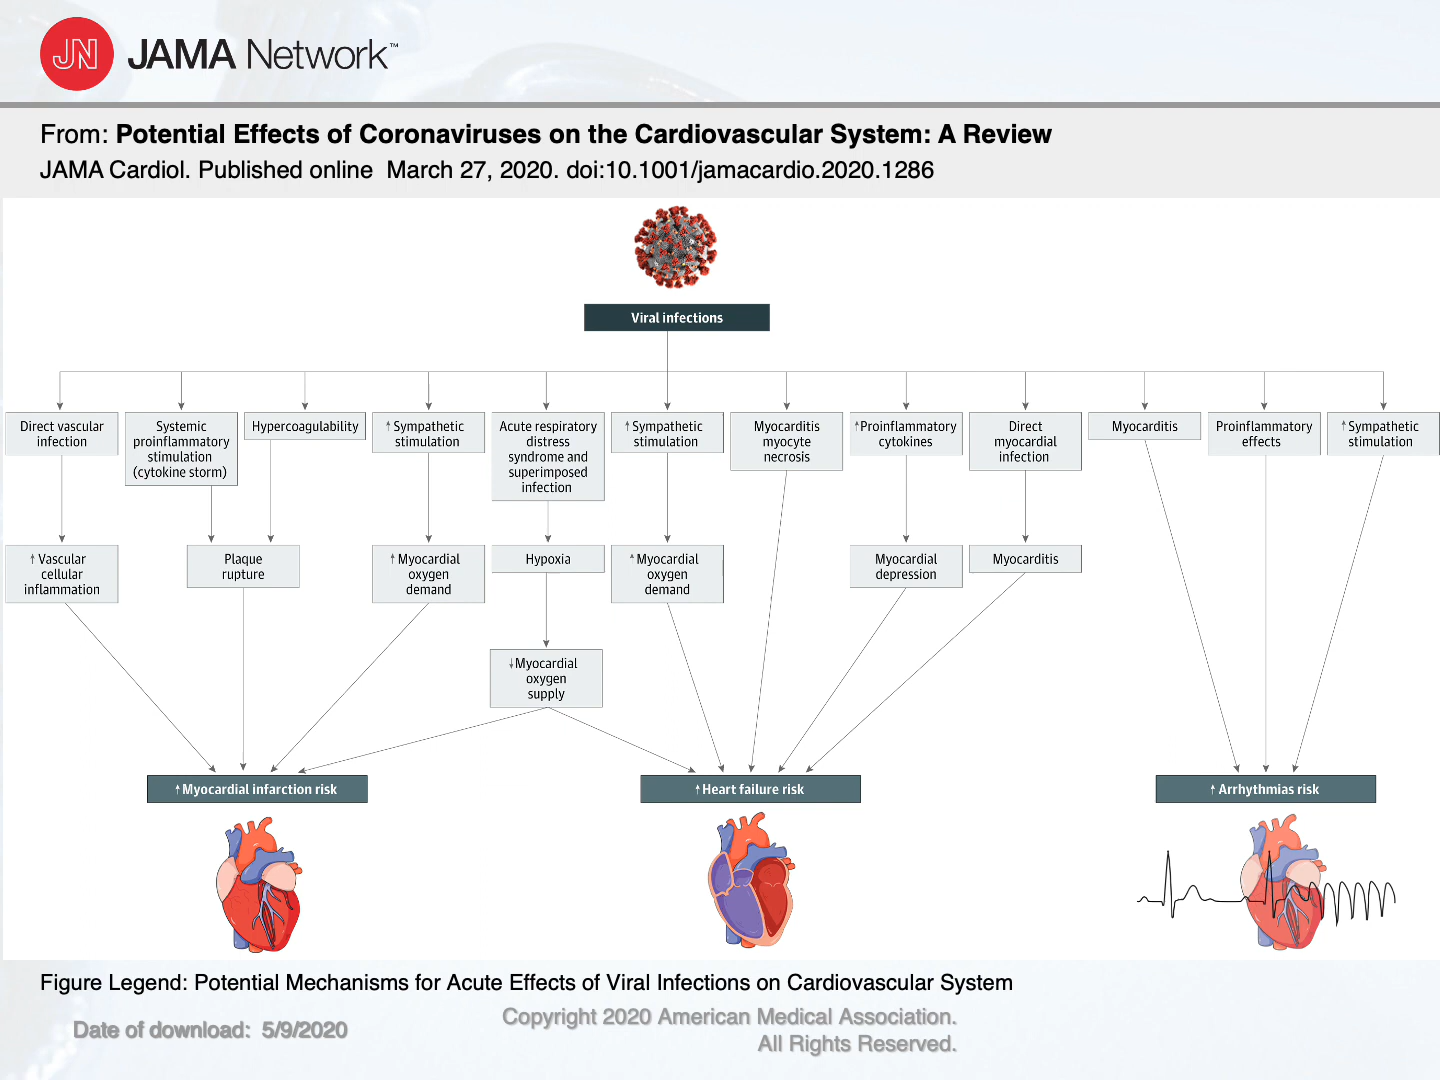 JN JAMA Network™
From: Potential Effects of Coronaviruses on the Cardiovascular System: A Review
JAMA Cardiol. Published online  March 27, 2020. doi:10.1001/jamacardio.2020.1286
Viral infections
Direct vascular
infection
Systemic
proinflammatory
stimulation
(cytokine storm)
Hypercoagulability
↑ Sympathetic
stimulation
Acute respiratory
distress
syndrome and
superimposed
infection
↑ Sympathetic
stimulation
Myocarditis
myocyte
necrosis
↑ Proinflammatory
cytokines
Direct
myocardial
infection
Myocarditis
Proinflammatory
effects
↑ Sympathetic
stimulation
↑ Vascular
cellular
inflammation
Plaque
rupture
↑ Myocardial
oxygen
demand
Hypoxia
↑ Myocardial
oxygen
demand
Myocardial
depression
Myocarditis
↓ Myocardial
oxygen
supply
↑ Myocardial infarction risk
↑ Heart failure risk
↑ Arrhythmias risk
Figure Legend: Potential Mechanisms for Acute Effects of Viral Infections on Cardiovascular System
Date of download:  5/9/2020
Copyright 2020 American Medical Association.
All Rights Reserved.